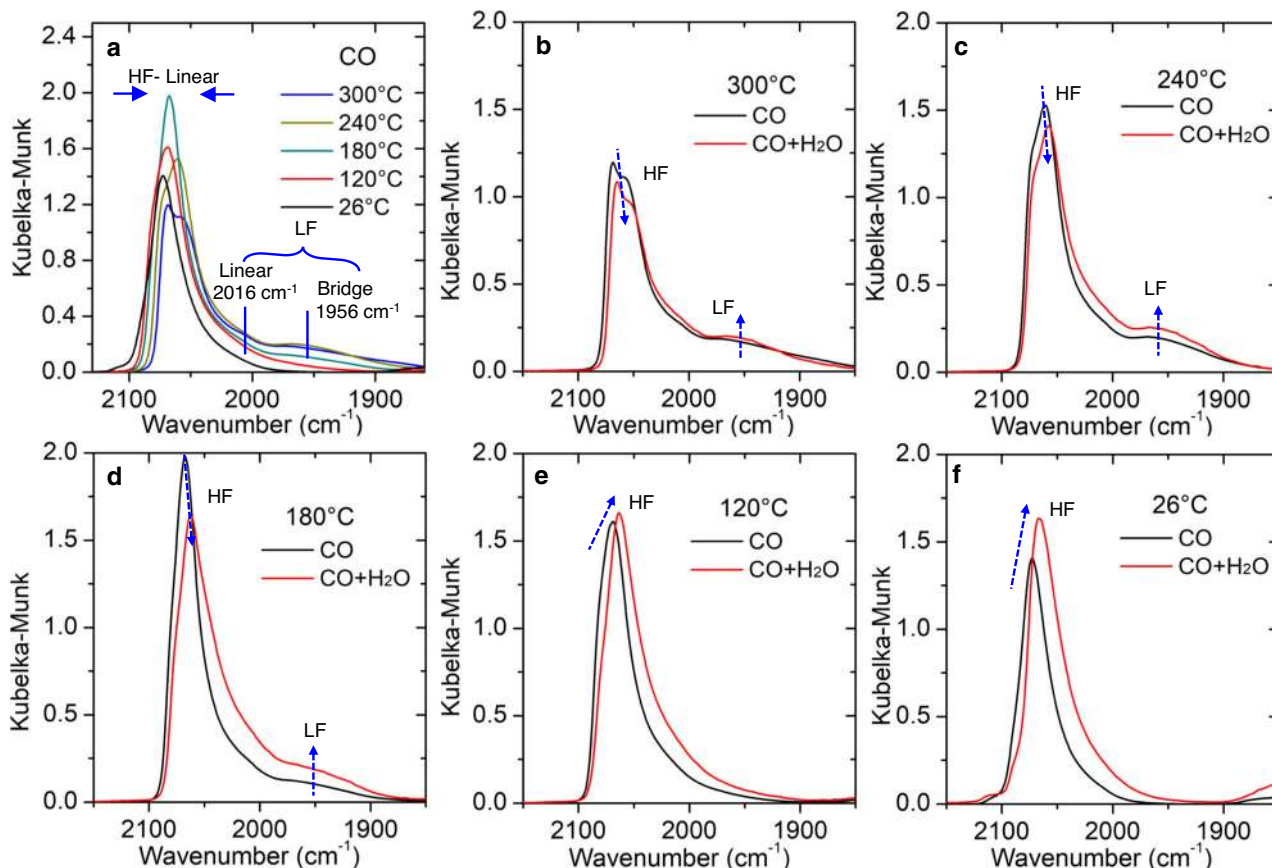 a
CO
HF- Linear
300°C
240°C
180°C
120°C
26°C
LF
Linear
2016 cm⁻¹
Bridge
1956 cm⁻¹
Kubelka-Munk
2.4
2.0
1.6
1.2
0.8
0.4
0.0
2100 2000 1900
Wavenumber (cm⁻¹)
b
300°C
CO
CO+H₂O
HF
LF
Kubelka-Munk
2.0
1.5
1.0
0.5
0.0
2100 2000 1900
Wavenumber (cm⁻¹)
c
240°C
CO
CO+H₂O
HF
LF
Kubelka-Munk
2.0
1.5
1.0
0.5
0.0
2100 2000 1900
Wavenumber (cm⁻¹)
d
HF
180°C
CO
CO+H₂O
LF
Kubelka-Munk
2.0
1.5
1.0
0.5
0.0
2100 2000 1900
Wavenumber (cm⁻¹)
e
HF
120°C
CO
CO+H₂O
Kubelka-Munk
2.0
1.5
1.0
0.5
0.0
2100 2000 1900
Wavenumber (cm⁻¹)
f
HF
26°C
CO
CO+H₂O
Kubelka-Munk
2.0
1.5
1.0
0.5
0.0
2100 2000 1900
Wavenumber (cm⁻¹)